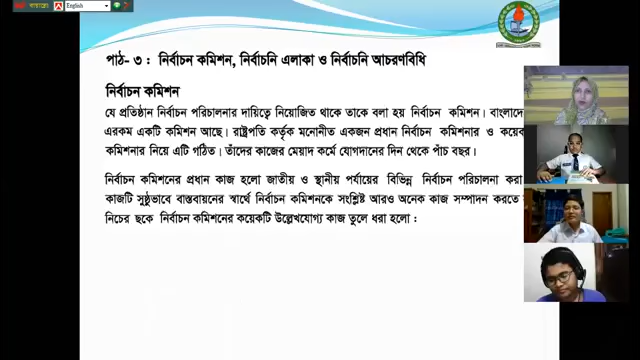 বায়ান্নো English
পাঠ- ৩ : নির্বাচন কমিশন, নির্বাচনি এলাকা ও নির্বাচনি আচরণবিধি
নির্বাচন কমিশন
যে প্রতিষ্ঠান নির্বাচন পরিচালনার দায়িত্বে নিয়োজিত থাকে তাকে বলা হয় নির্বাচন কমিশন। বাংলাদে
এরকম একটি কমিশন আছে। রাষ্ট্রপতি কর্তৃক মনোনীত একজন প্রধান নির্বাচন কমিশনার ও কয়েক
কমিশনার নিয়ে এটি গঠিত। তাঁদের কাজের মেয়াদ কর্মে যোগদানের দিন থেকে পাঁচ বছর।
নির্বাচন কমিশনের প্রধান কাজ হলো জাতীয় ও স্থানীয় পর্যায়ের বিভিন্ন নির্বাচন পরিচালনা করা
কাজটি সুষ্ঠুভাবে বাস্তবায়নের স্বার্থে নির্বাচন কমিশনকে সংশ্লিষ্ট আরও অনেক কাজ সম্পাদন করতে
নিচের ছকে নির্বাচন কমিশনের কয়েকটি উল্লেখযোগ্য কাজ তুলে ধরা হলো :